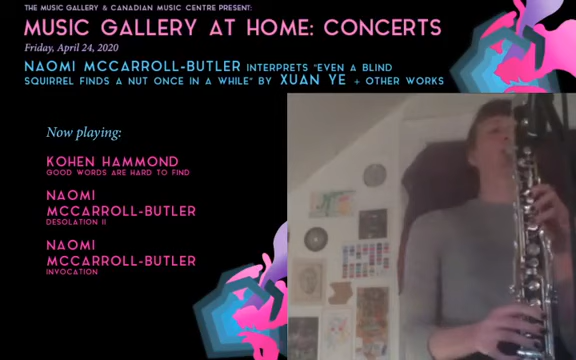 THE MUSIC GALLERY & CANADIAN MUSIC CENTRE PRESENT:
MUSIC GALLERY AT HOME: CONCERTS
Friday, April 24, 2020
NAOMI MCCARROLL-BUTLER INTERPRETS "EVEN A BLIND
SQUIRREL FINDS A NUT ONCE IN A WHILE" BY XUAN YE + OTHER WORKS
Now playing:
KOHEN HAMMOND
GOOD WORDS ARE HARD TO FIND
NAOMI
MCCARROLL-BUTLER
DESOLATION II
NAOMI
MCCARROLL-BUTLER
INVOCATION